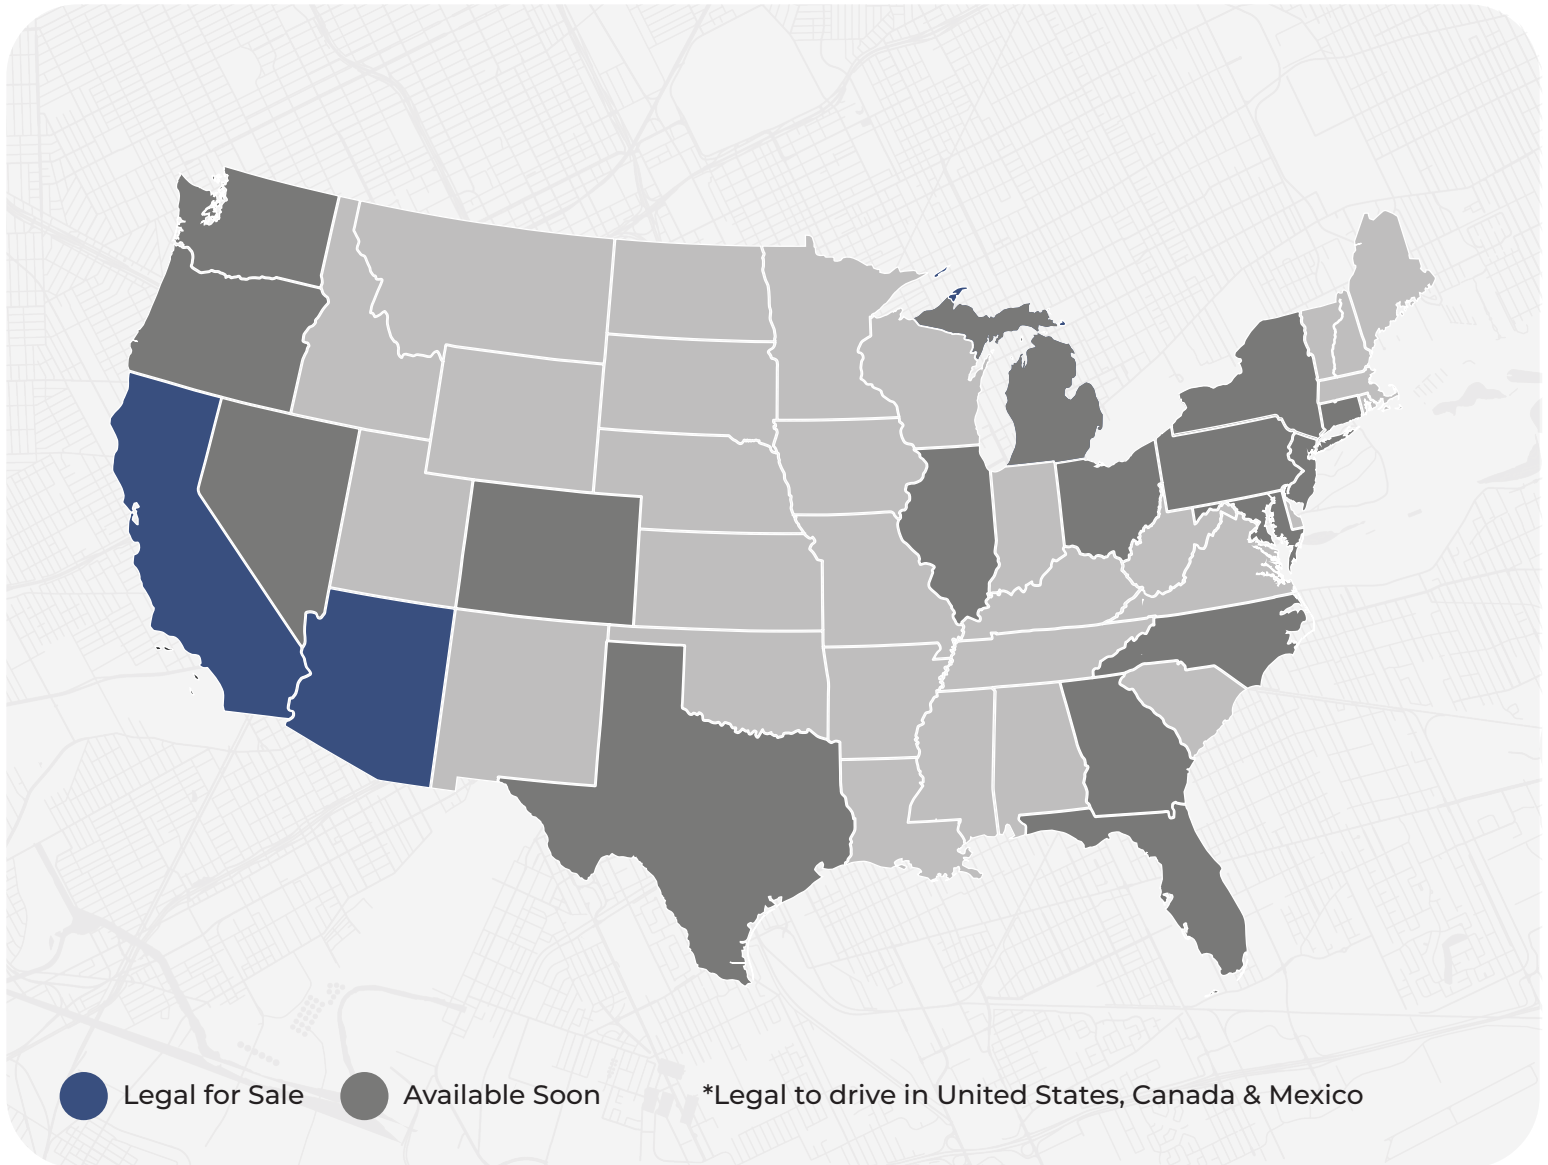 Legal for Sale
Available Soon
*Legal to drive in United States, Canada & Mexico